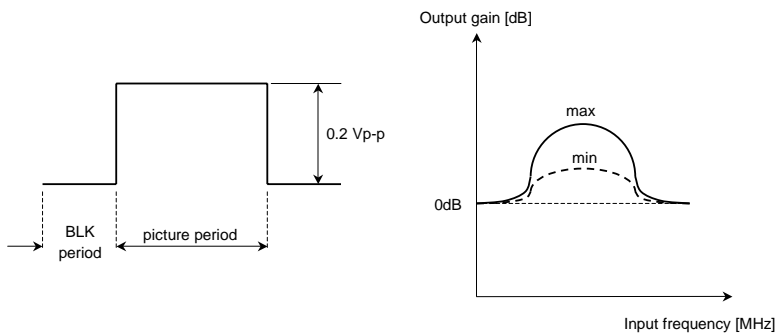 0.2 Vp-p
BLK
period
picture period
Output gain [dB]
max
min
0dB
Input frequency [MHz]